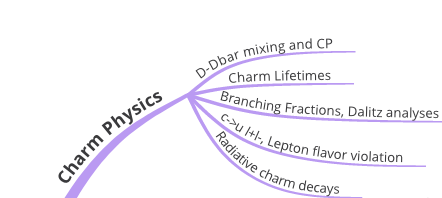 Charm Physics
D-Dbar mixing and CP
Charm Lifetimes
Branching Fractions, Dalitz analyses
c->u l+l-, Lepton flavor violation
Radiative charm decays